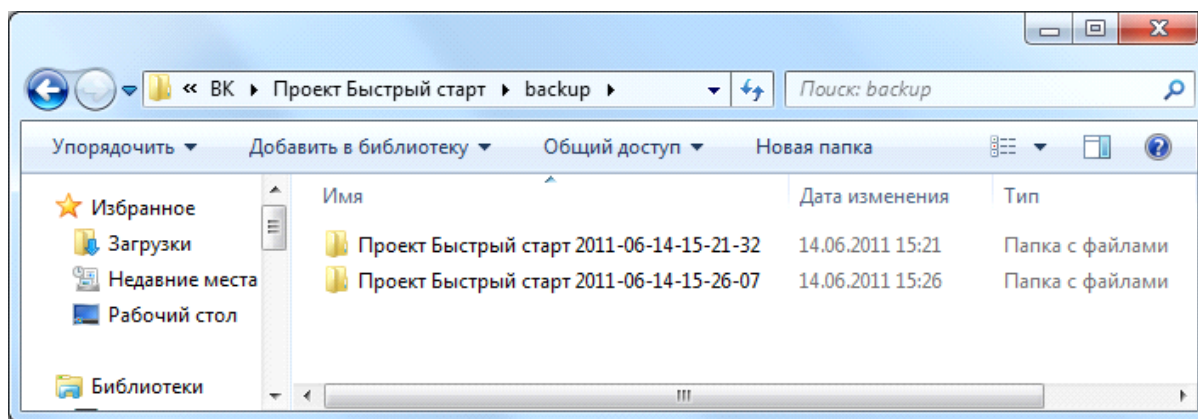 « ВК ▸ Проект Быстрый старт ▸ backup ▸ Поиск: backup
Упорядочить Добавить в библиотеку Общий доступ Новая папка
Имя Дата изменения Тип
Избранное
Загрузки
Недавние места
Рабочий стол
Библиотеки
Проект Быстрый старт 2011-06-14-15-21-32 14.06.2011 15:21 Папка с файлами
Проект Быстрый старт 2011-06-14-15-26-07 14.06.2011 15:26 Папка с файлами